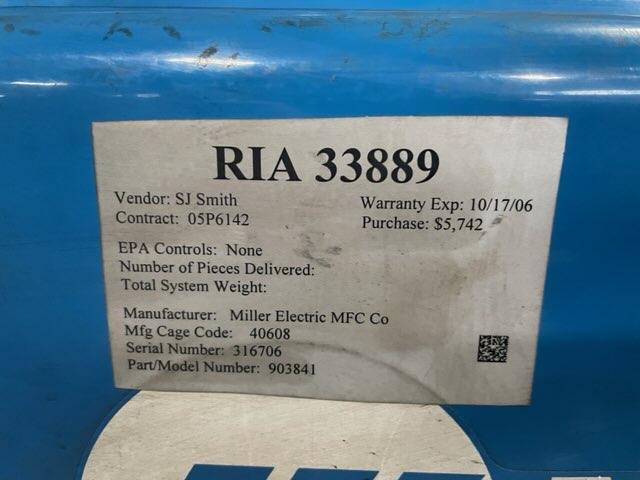 RIA 33889
Vendor: SJ Smith
Warranty Exp: 10/17/06
Contract: 05P6142
Purchase: $5,742
EPA Controls: None
Number of Pieces Delivered:
Total System Weight:
Manufacturer: Miller Electric MFC Co
Mfg Cage Code: 40608
Serial Number: 316706
Part/Model Number: 903841